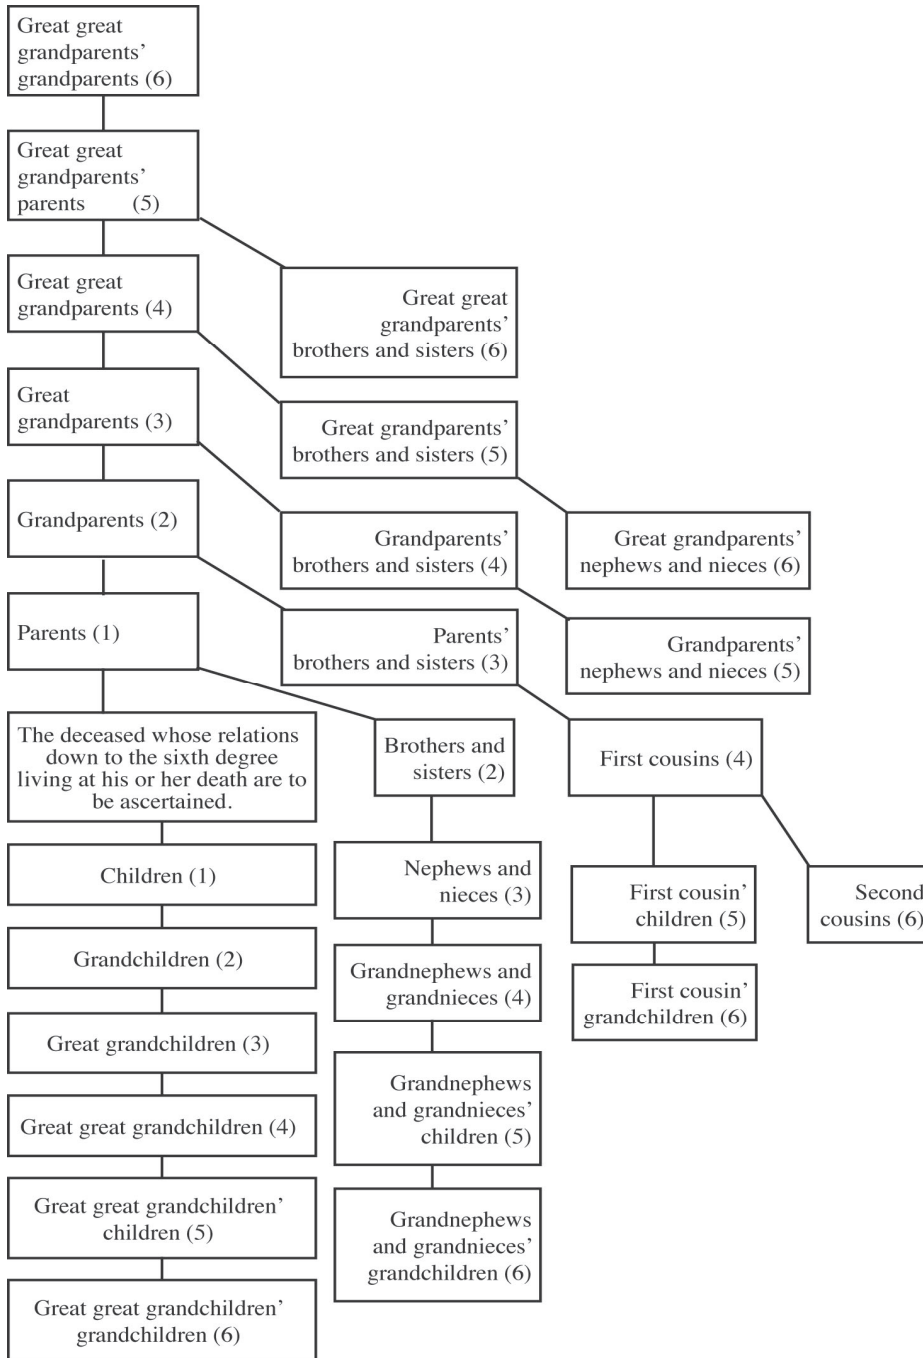 Great great
grandparents’
grandparents (6)
Great great
grandparents’
parents (5)
Great great
grandparents (4)
Great great
grandparents’
brothers and sisters (6)
Great
grandparents (3)
Great grandparents’
brothers and sisters (5)
Grandparents (2)
Grandparents’
brothers and sisters (4)
Great grandparents’
nephews and nieces (6)
Parents (1)
Parents’
brothers and sisters (3)
Grandparents’
nephews and nieces (5)
The deceased whose relations
down to the sixth degree
living at his or her death are to
be ascertained.
Brothers and
sisters (2)
First cousins (4)
Children (1)
Nephews and
nieces (3)
First cousin’
children (5)
Second
cousins (6)
Grandchildren (2)
Grandnephews and
grandnieces (4)
First cousin’
grandchildren (6)
Great grandchildren (3)
Grandnephews
and grandnieces’
children (5)
Great great grandchildren (4)
Great great grandchildren’
children (5)
Grandnephews
and grandnieces’
grandchildren (6)
Great great grandchildren’
grandchildren (6)